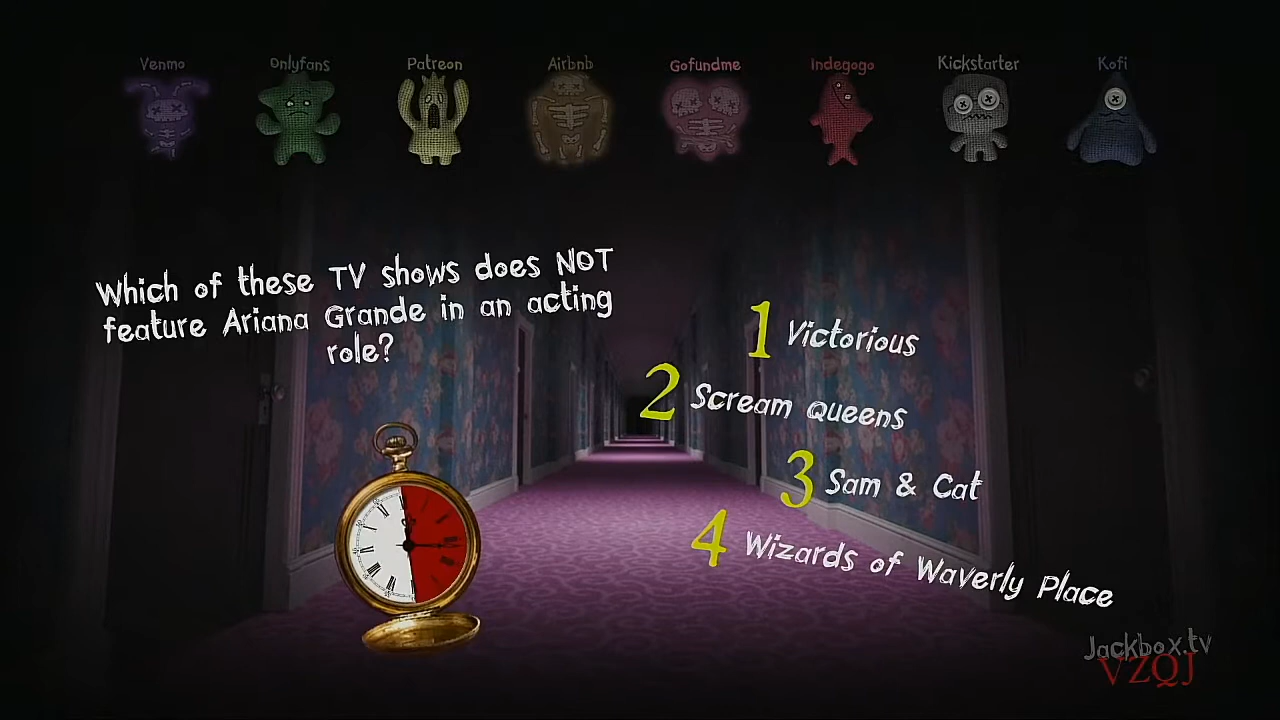 Venmo Onlyfans Patreon Airbnb Gofundme Indegogo Kickstarter Kofi
Which of these TV shows does NOT
feature Ariana Grande in an acting
role?
1 Victorious
2 Scream Queens
3 Sam & Cat
4 Wizards of Waverly Place
Jackbox.tv
VZQJ